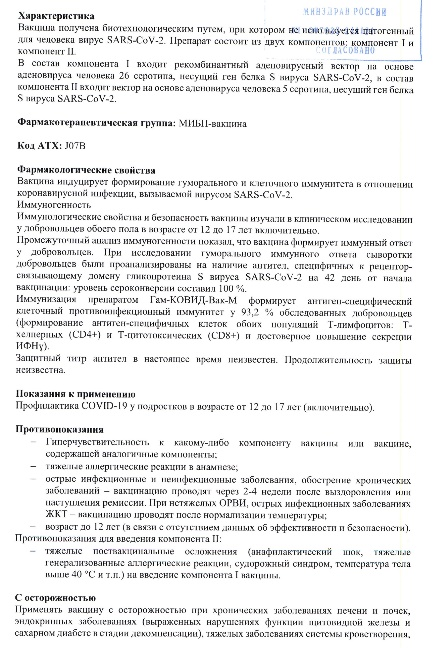 МИНЗДРАВ РОССИИ
СОГЛАСОВАНО
Характеристика
Вакцина получена биотехнологическим путем, при котором не используется патогенный
для человека вирус SARS-CoV-2. Препарат состоит из двух компонентов: компонент I и
компонент II.
В состав компонента I входит рекомбинантный аденовирусный вектор на основе
аденовируса человека 26 серотипа, несущий ген белка S вируса SARS-CoV-2, в состав
компонента II входит вектор на основе аденовируса человека 5 серотипа, несущий ген белка
S вируса SARS-CoV-2.
Фармакотерапевтическая группа: МИБП-вакцина
Код АТХ: J07B
Фармакологические свойства
Вакцина индуцирует формирование гуморального и клеточного иммунитета в отношении
коронавирусной инфекции, вызываемой вирусом SARS-CoV-2.
Иммуногенность
Иммунологические свойства и безопасность вакцины изучали в клиническом исследовании
у добровольцев обоего пола в возрасте от 12 до 17 лет включительно.
Промежуточный анализ иммуногенности показал, что вакцина формирует иммунный ответ
у добровольцев. При исследовании гуморального иммунного ответа сыворотки
добровольцев были проанализированы на наличие антител, специфичных к рецептор-
связывающему домену гликопротеина S вируса SARS-CoV-2 на 42 день от начала
вакцинации: уровень сероконверсии составил 100 %.
Иммунизация препаратом Гам-КОВИД-Вак-М формирует антиген-специфический
клеточный противоинфекционный иммунитет у 93,2 % обследованных добровольцев
(формирование антиген-специфичных клеток обоих популяций Т-лимфоцитов: Т-
хелперных (CD4+) и Т-цитотоксических (CD8+) и достоверное повышение секреции
ИФНγ).
Защитный титр антител в настоящее время неизвестен. Продолжительность защиты
неизвестна.
Показания к применению
Профилактика COVID-19 у подростков в возрасте от 12 до 17 лет (включительно).
Противопоказания
– Гиперчувствительность к какому-либо компоненту вакцины или вакцине,
содержащей аналогичные компоненты;
– тяжелые аллергические реакции в анамнезе;
– острые инфекционные и неинфекционные заболевания, обострение хронических
заболеваний – вакцинацию проводят через 2-4 недели после выздоровления или
наступления ремиссии. При нетяжелых ОРВИ, острых инфекционных заболеваниях
ЖКТ – вакцинацию проводят после нормализации температуры;
– возраст до 12 лет (в связи с отсутствием данных об эффективности и безопасности).
Противопоказания для введения компонента II:
– тяжелые поствакцинальные осложнения (анафилактический шок, тяжелые
генерализованные аллергические реакции, судорожный синдром, температура тела
выше 40 °С и т.п.) на введение компонента I вакцины.
С осторожностью
Применять вакцину с осторожностью при хронических заболеваниях печени и почек,
эндокринных заболеваниях (выраженных нарушениях функции щитовидной железы и
сахарном диабете в стадии декомпенсации), тяжелых заболеваниях системы кроветворения,